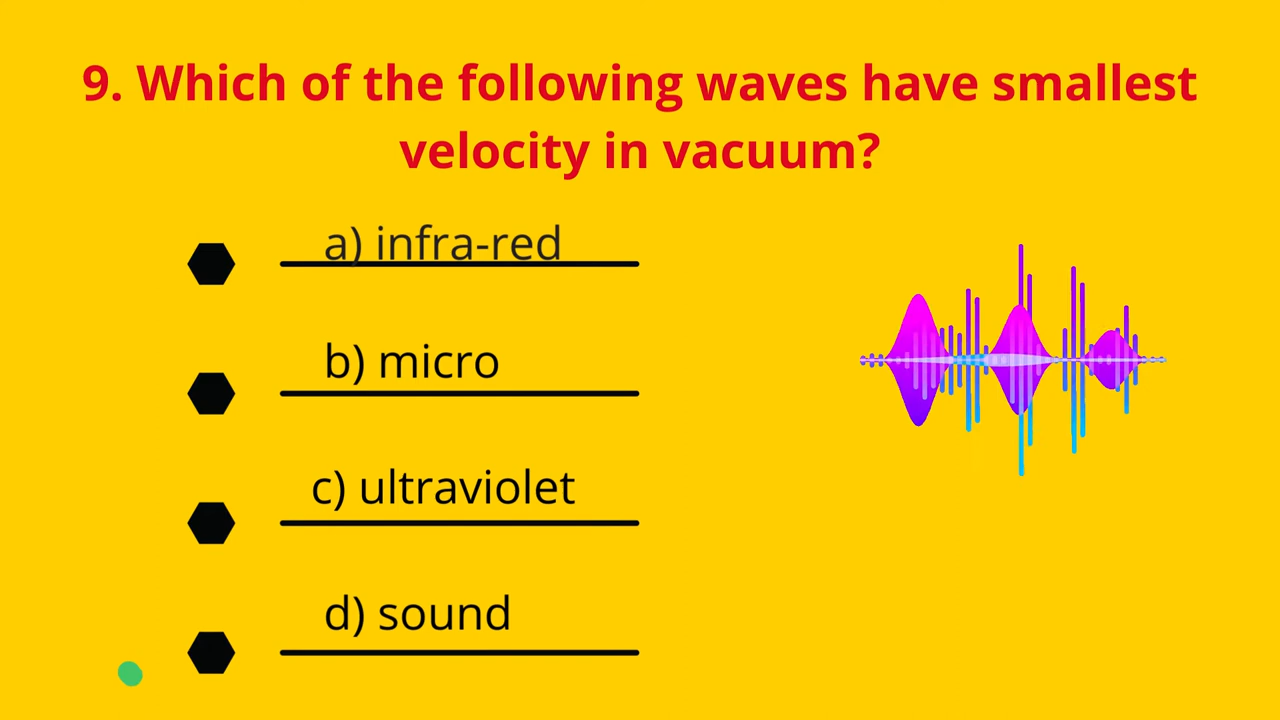 9. Which of the following waves have smallest
velocity in vacuum?
a) infra-red
b) micro
c) ultraviolet
d) sound